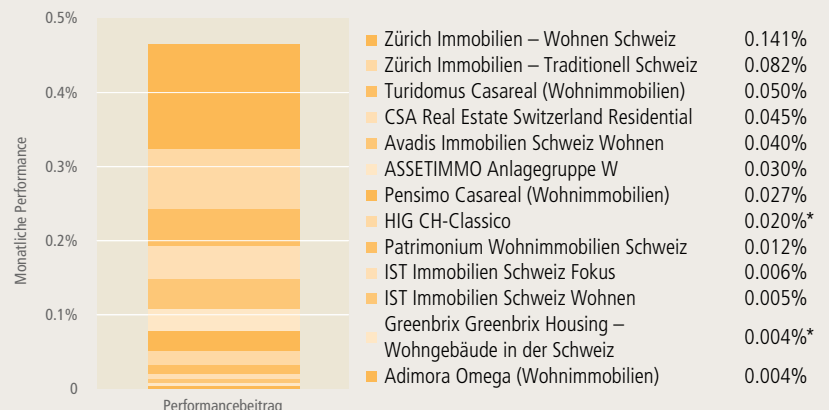 0.5%
0.4%
0.3%
0.2%
0.1%
0
Monatliche Performance
Performancebeitrag
Zürich Immobilien – Wohnen Schweiz 0.141%
Zürich Immobilien – Traditionell Schweiz 0.082%
Turidomus Casareal (Wohnimmobilien) 0.050%
CSA Real Estate Switzerland Residential 0.045%
Avadis Immobilien Schweiz Wohnen 0.040%
ASSETIMMO Anlagegruppe W 0.030%
Pensimo Casareal (Wohnimmobilien) 0.027%
HIG CH-Classico 0.020%*
Patrimonium Wohnimmobilien Schweiz 0.012%
IST Immobilien Schweiz Fokus 0.006%
IST Immobilien Schweiz Wohnen 0.005%
Greenbrix Greenbrix Housing –
Wohngebäude in der Schweiz 0.004%*
Adimora Omega (Wohnimmobilien) 0.004%